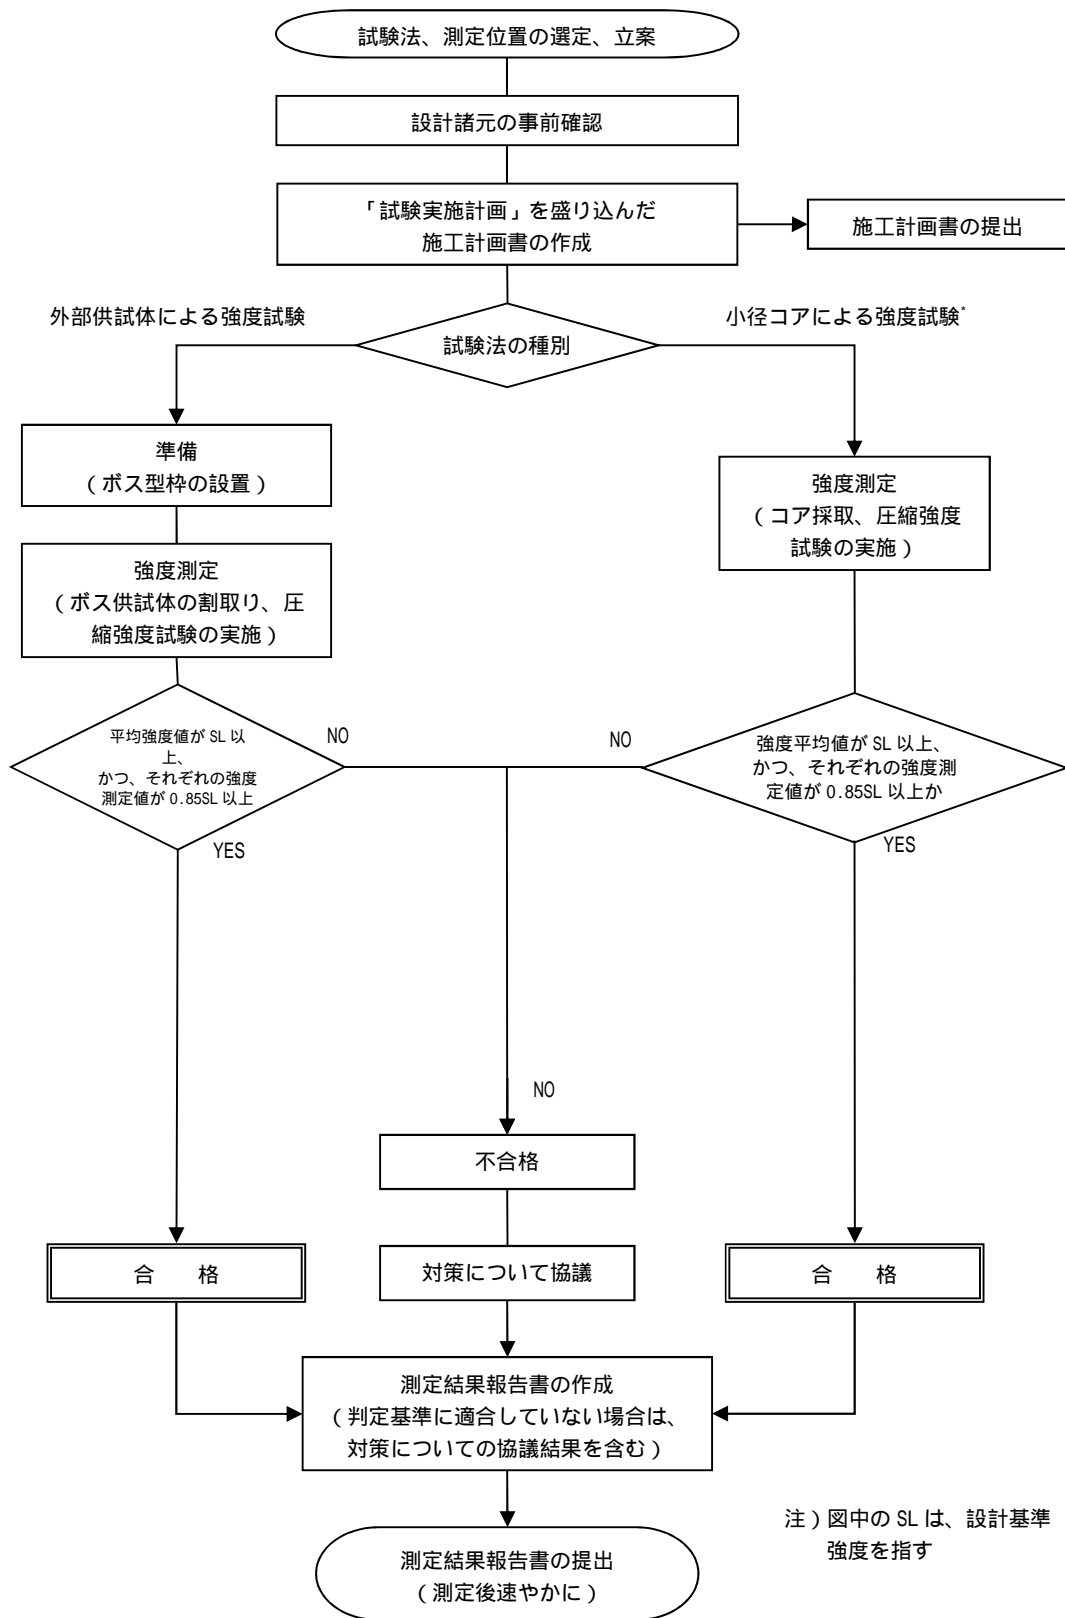 試験法、測定位置の選定、立案
設計諸元の事前確認
「試験実施計画」を盛り込んだ
施工計画書の作成
施工計画書の提出
外部供試体による強度試験
小径コアによる強度試験*
試験法の種別
準備
（ボス型枠の設置）
強度測定
（コア採取、圧縮強度
試験の実施）
強度測定
（ボス供試体の割取り、圧
縮強度試験の実施）
平均強度値が SL 以
上、
かつ、それぞれの強度
測定値が 0.85SL 以上
NO
NO
強度平均値が SL 以上、
かつ、それぞれの強度測
定値が 0.85SL 以上か
YES
YES
NO
不合格
合　　格
対策について協議
合　　格
測定結果報告書の作成
（判定基準に適合していない場合は、
対策についての協議結果を含む）
注）図中の SL は、設計基準
強度を指す
測定結果報告書の提出
（測定後速やかに）